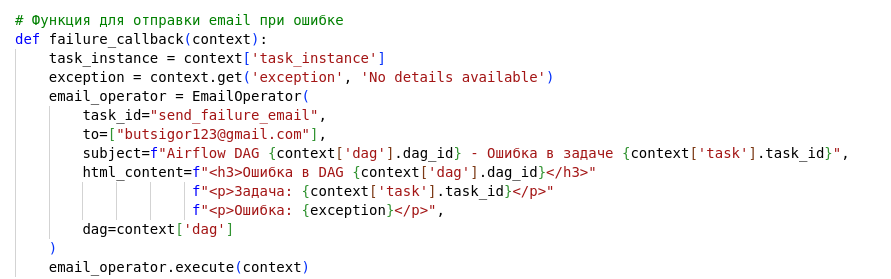 # Функция для отправки email при ошибке
def failure_callback(context):
    task_instance = context['task_instance']
    exception = context.get('exception', 'No details available')
    email_operator = EmailOperator(
        task_id="send_failure_email",
        to=["butsigor123@gmail.com"],
        subject=f"Airflow DAG {context['dag'].dag_id} - Ошибка в задаче {context['task'].task_id}",
        html_content=f"<h3>Ошибка в DAG {context['dag'].dag_id}</h3>"
                     f"<p>Задача: {context['task'].task_id}</p>"
                     f"<p>Ошибка: {exception}</p>",
        dag=context['dag']
    )
    email_operator.execute(context)